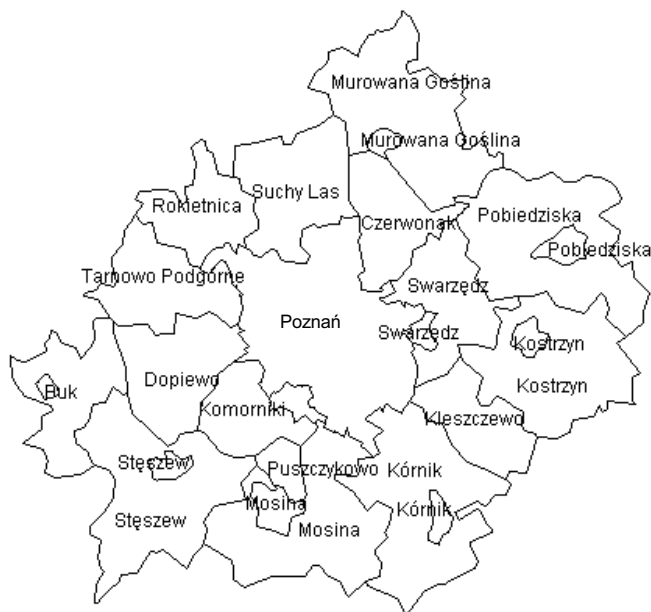 Murowana Goślina
Murowana Goślina
Suchy Las
Rokietnica
Czerwonak
Pobiedziska
Pobiedziska
Tarnowo Podgórne
Swarzędz
Poznań
Swarzędz
Kostrzyn
Kostrzyn
Buk
Dopiewo
Komorniki
Kleszczewo
Stęszew
Puszczykowo
Kórnik
Mosina
Kórnik
Stęszew
Mosina